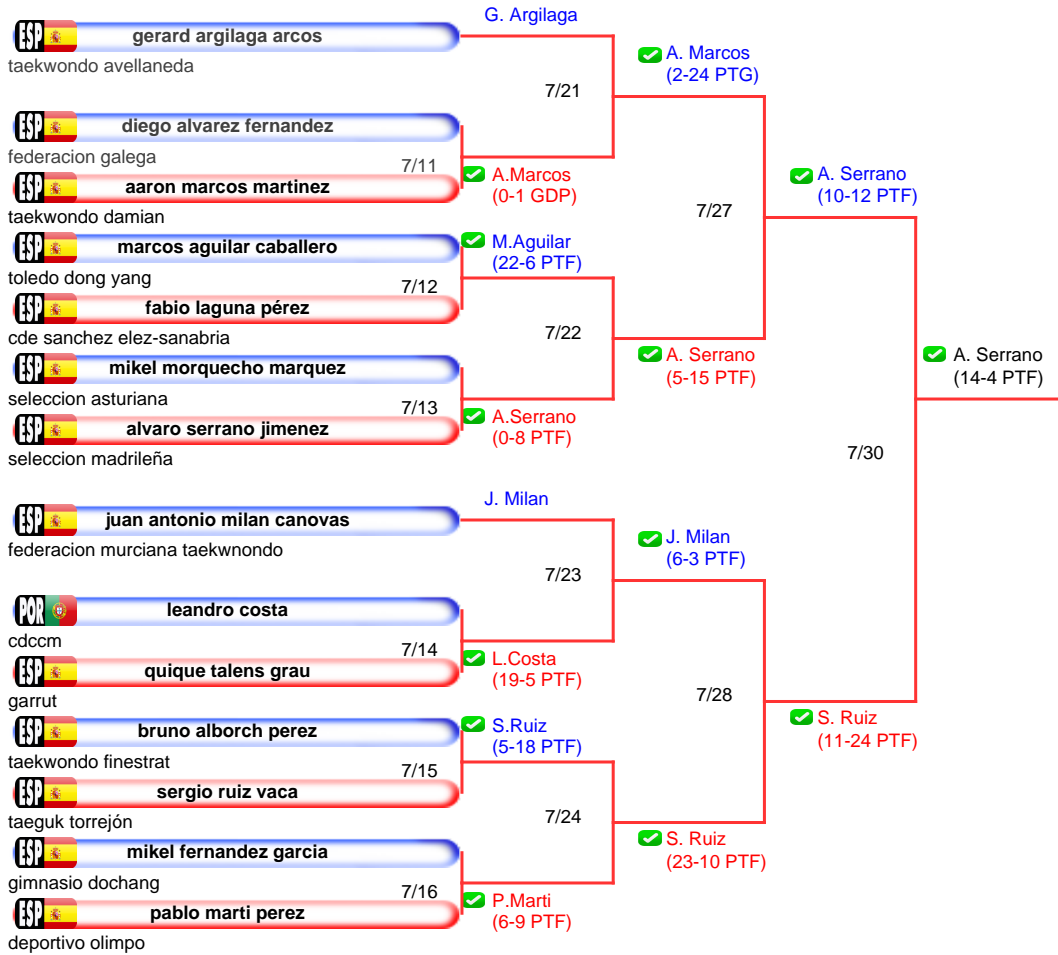 G. Argilaga
ESP gerard argilaga arcos
taekwondo avellaneda
A. Marcos
(2-24 PTG)
7/21
ESP diego alvarez fernandez
federacion galega
7/11
A.Marcos
(0-1 GDP)
ESP aaron marcos martinez
taekwondo damian
A. Serrano
(10-12 PTF)
7/27
ESP marcos aguilar caballero
toledo dong yang
M.Aguilar
(22-6 PTF)
7/12
ESP fabio laguna pérez
cde sanchez elez-sanabria
7/22
A. Serrano
(5-15 PTF)
ESP mikel morquecho marquez
seleccion asturiana
7/13
A.Serrano
(0-8 PTF)
ESP alvaro serrano jimenez
seleccion madrileña
A. Serrano
(14-4 PTF)
7/30
J. Milan
ESP juan antonio milan canovas
federacion murciana taekwnondo
J. Milan
(6-3 PTF)
7/23
POR leandro costa
cdccm
7/14
L.Costa
(19-5 PTF)
ESP quique talens grau
garrut
7/28
S. Ruiz
(11-24 PTF)
ESP bruno alborch perez
taekwondo finestrat
S.Ruiz
(5-18 PTF)
7/15
ESP sergio ruiz vaca
taeguk torrejón
7/24
S. Ruiz
(23-10 PTF)
ESP mikel fernandez garcia
gimnasio dochang
7/16
P.Marti
(6-9 PTF)
ESP pablo marti perez
deportivo olimpo